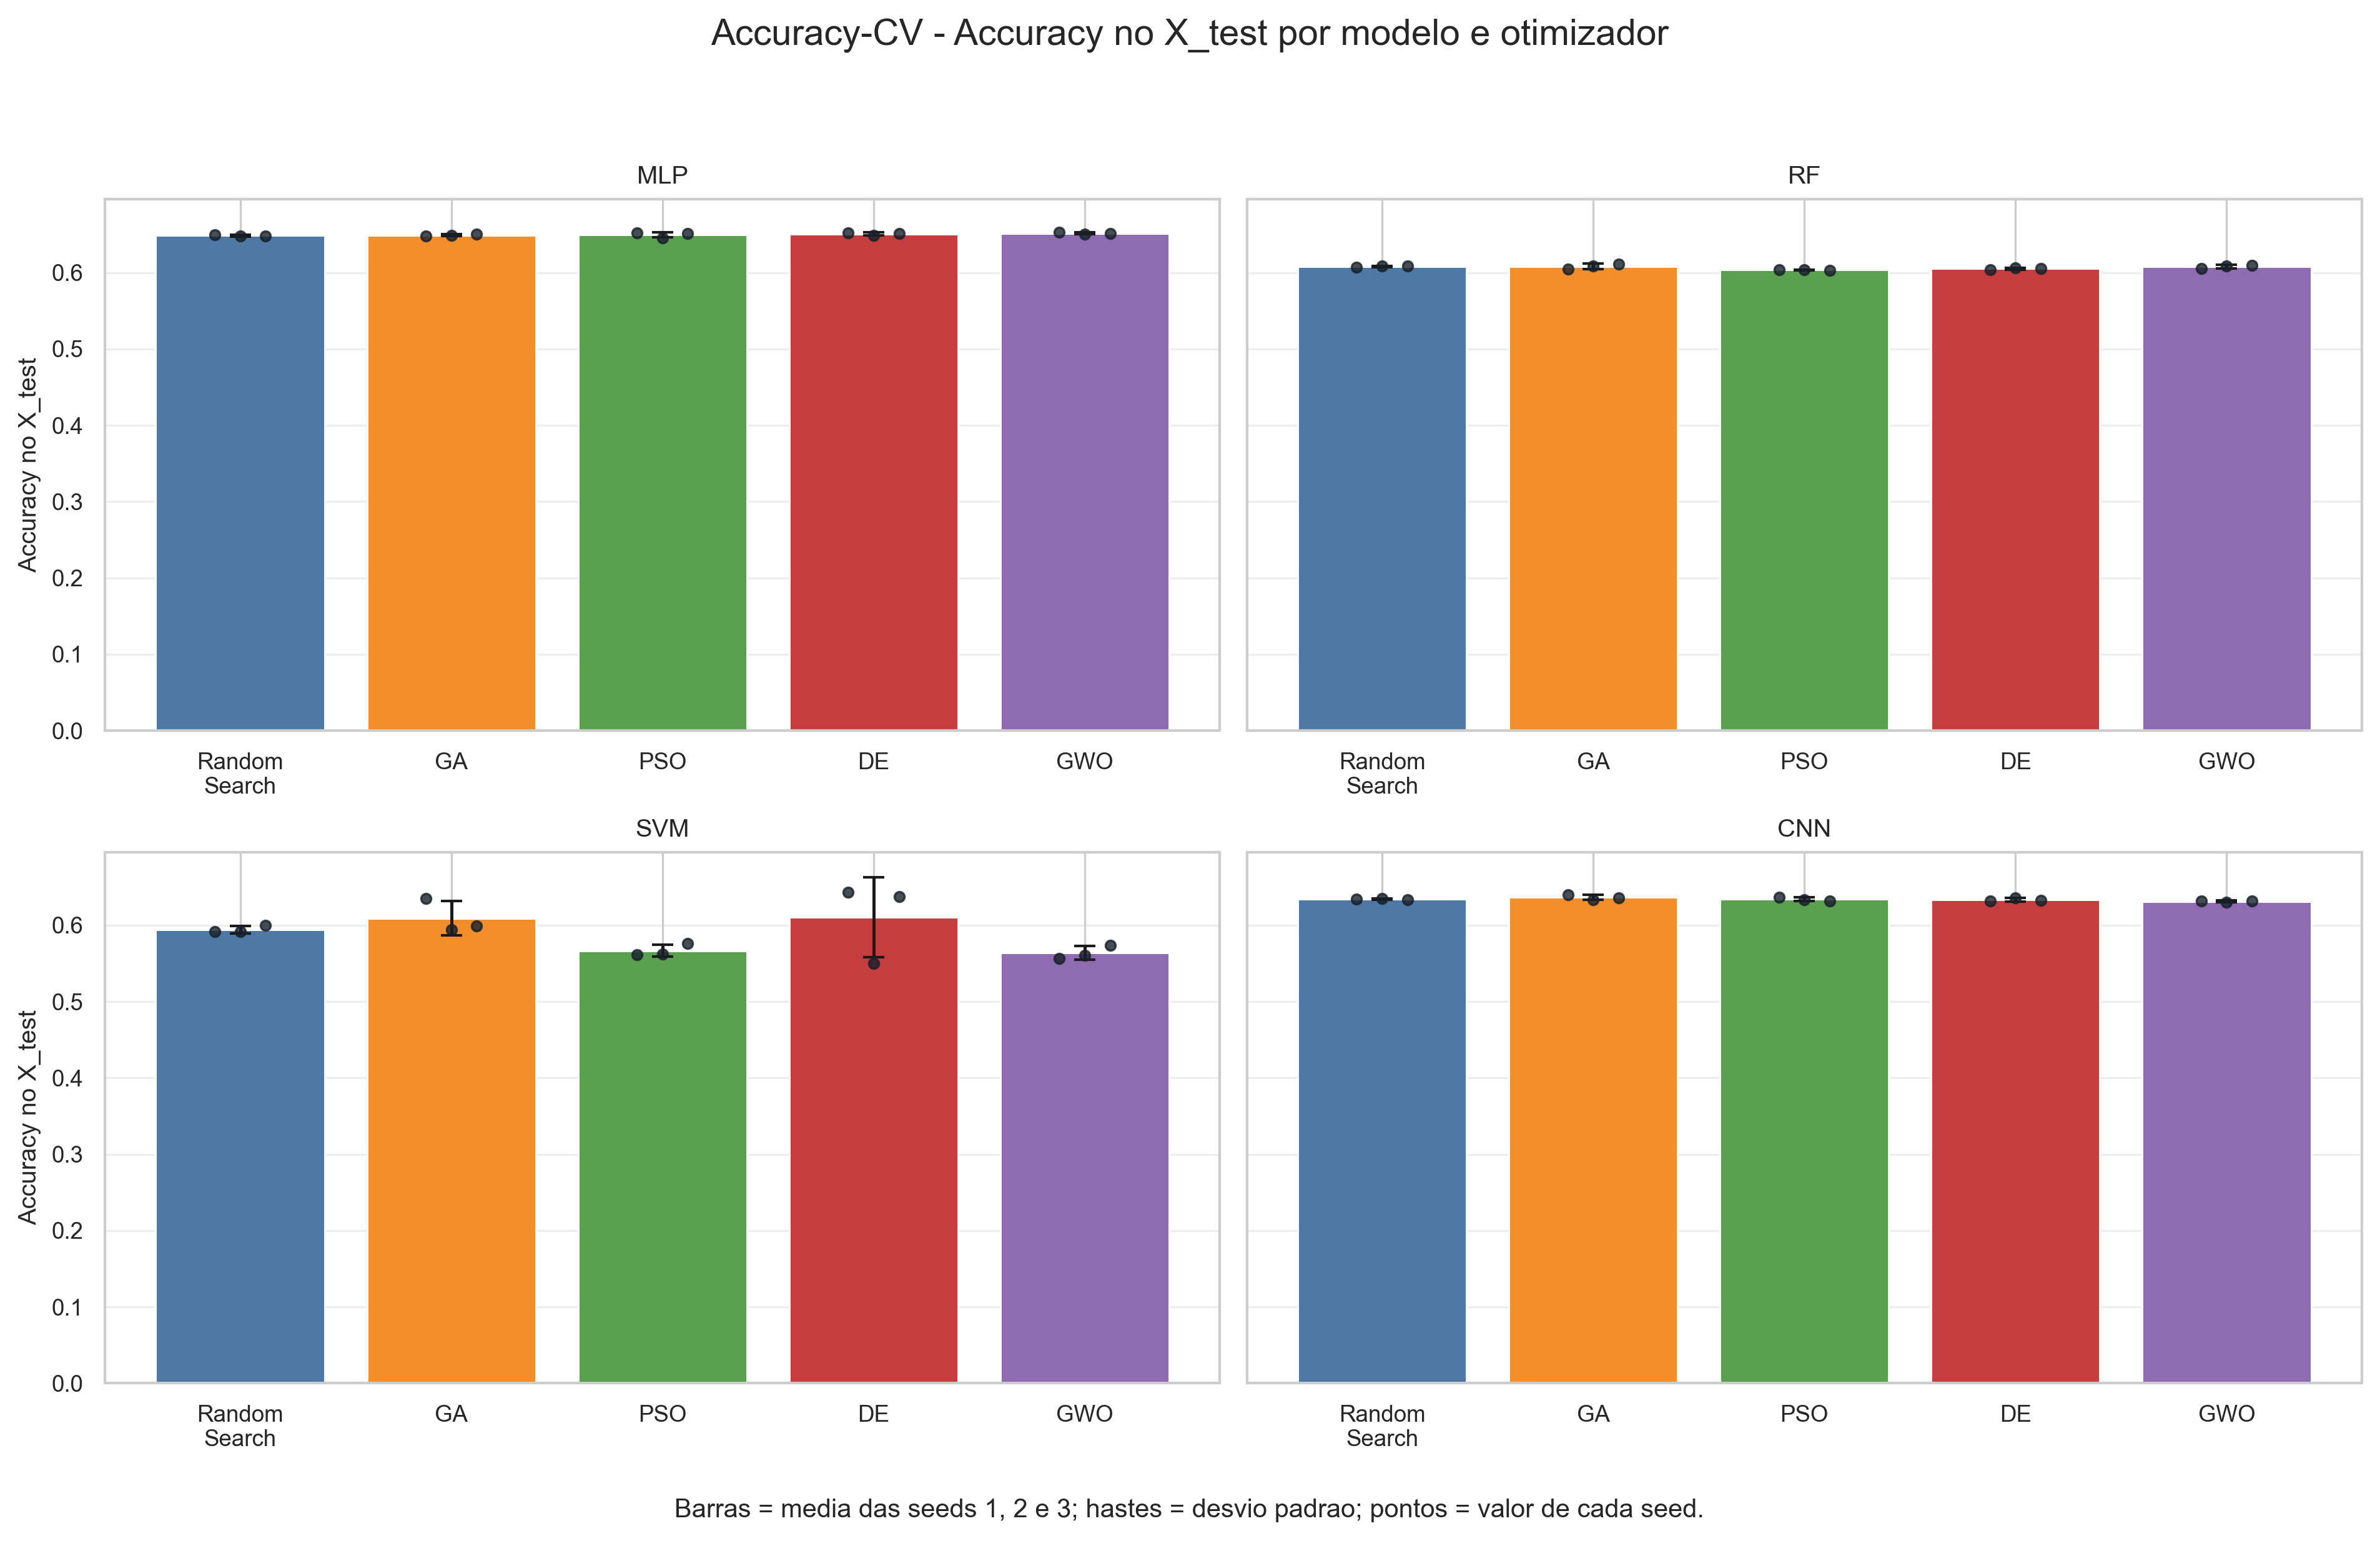 Accuracy-CV - Accuracy no X_test por modelo e otimizador
MLP
Accuracy no X_test
0.6
0.5
0.4
0.3
0.2
0.1
0.0
Random
Search
GA
PSO
DE
GWO
RF
Random
Search
GA
PSO
DE
GWO
SVM
Accuracy no X_test
0.6
0.5
0.4
0.3
0.2
0.1
0.0
Random
Search
GA
PSO
DE
GWO
CNN
Random
Search
GA
PSO
DE
GWO
Barras = media das seeds 1, 2 e 3; hastes = desvio padrao; pontos = valor de cada seed.